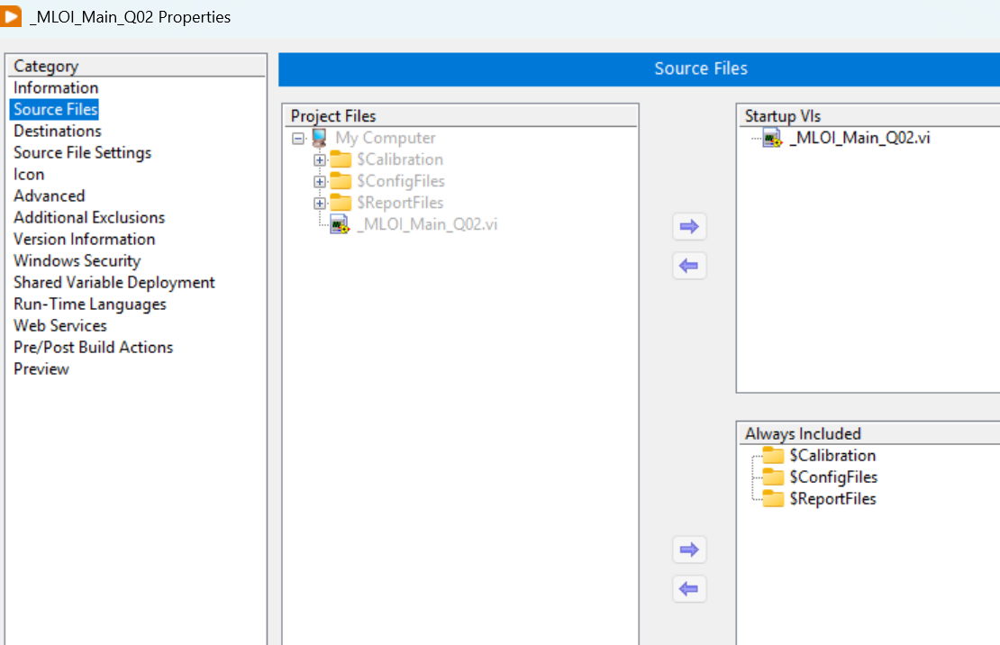 _MLOI_Main_Q02 Properties
Category
Information
Source Files
Destinations
Source File Settings
Icon
Advanced
Additional Exclusions
Version Information
Windows Security
Shared Variable Deployment
Run-Time Languages
Web Services
Pre/Post Build Actions
Preview
Source Files
Project Files
My Computer
$Calibration
$ConfigFiles
$ReportFiles
_MLOI_Main_Q02.vi
Startup VIs
_MLOI_Main_Q02.vi
Always Included
$Calibration
$ConfigFiles
$ReportFiles